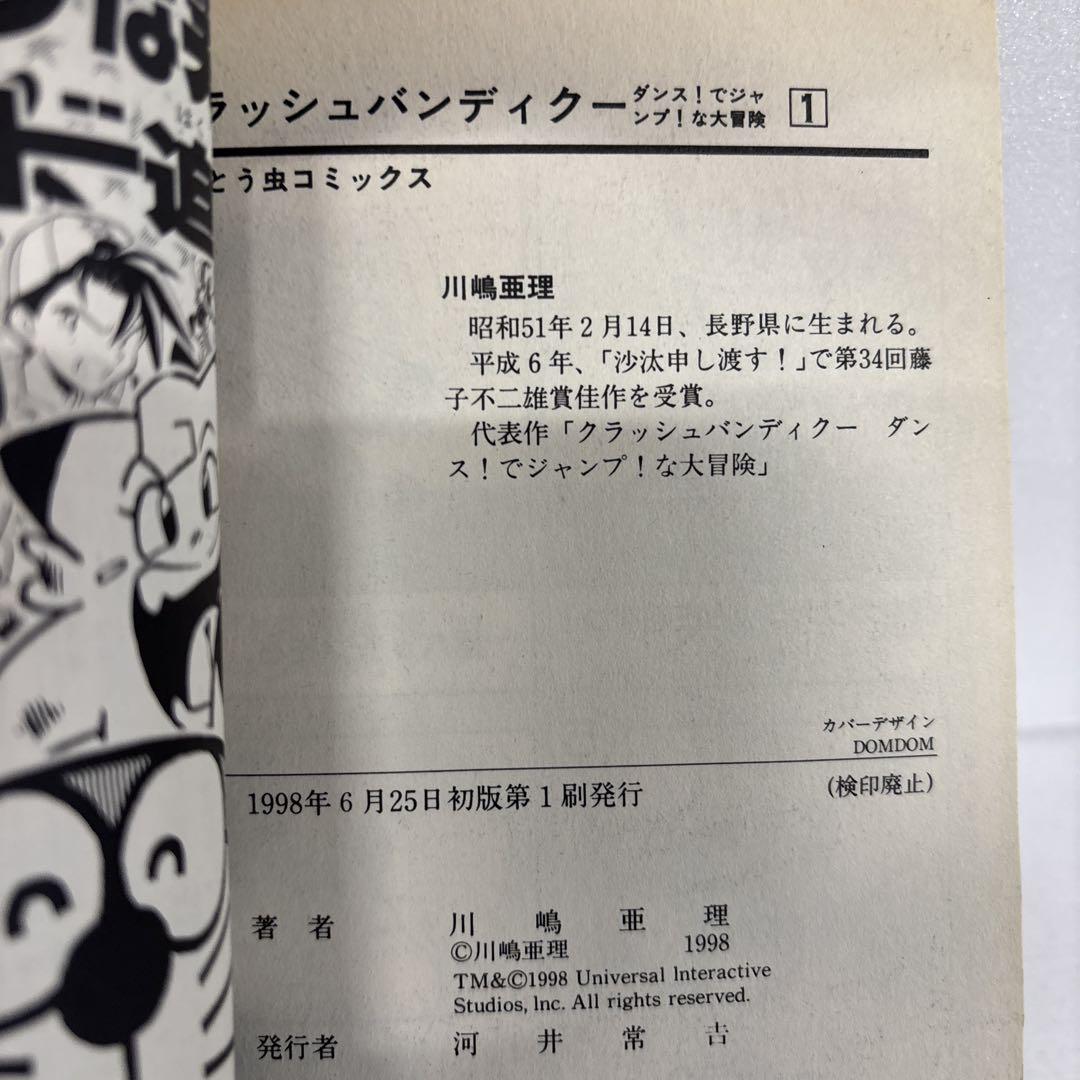 ラッシュバンディクー ダンス!でジャ
ンプ!な大冒険 1
とう虫コミックス
川嶋亜理
昭和51年2月14日、長野県に生まれる。
平成6年、「沙汰申し渡す!」で第34回藤
子不二雄賞佳作を受賞。
代表作「クラッシュバンディクー ダン
ス!でジャンプ!な大冒険」
カバーデザイン
DOMDOM
1998年6月25日初版第1刷発行
(検印廃止)
著者 川嶋亜理
©川嶋亜理 1998
TM&©1998 Universal Interactive
Studios, Inc. All rights reserved.
発行者 河井常吉